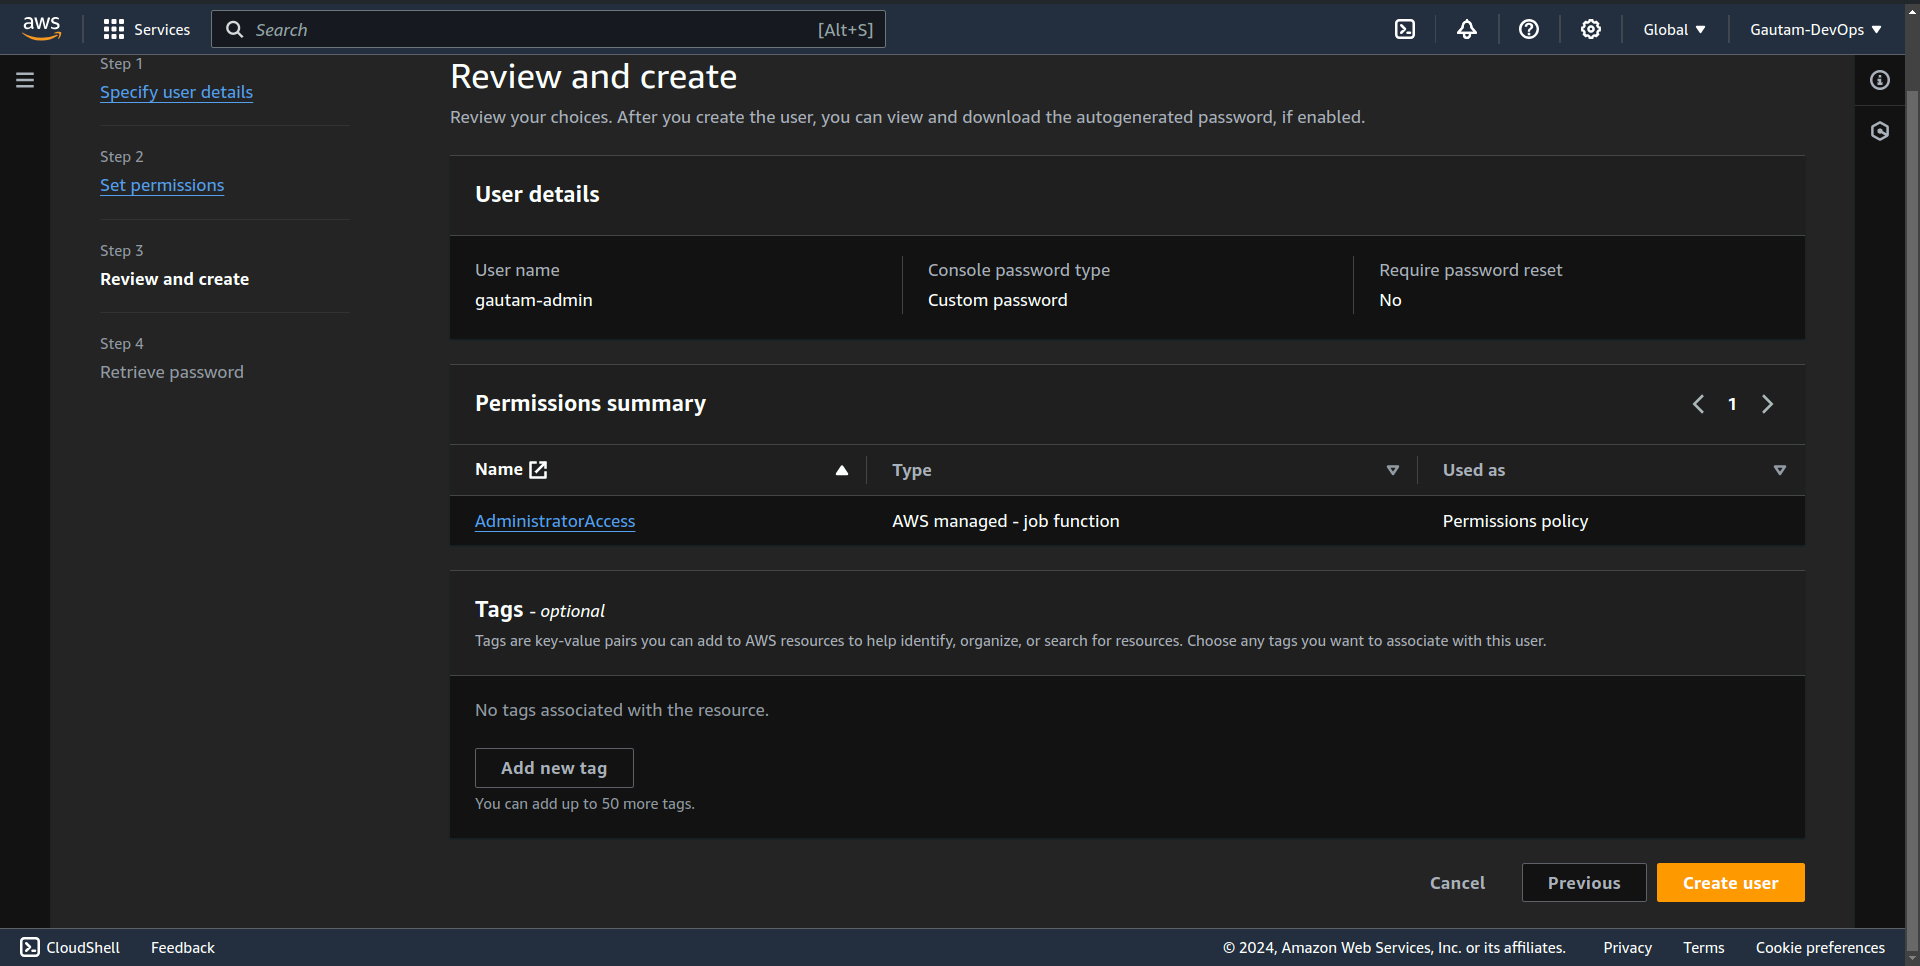 aws
Services
Search
[Alt+S]
Global
Gautam-DevOps
Step 1
Specify user details
Step 2
Set permissions
Step 3
Review and create
Step 4
Retrieve password
Review and create
Review your choices. After you create the user, you can view and download the autogenerated password, if enabled.
User details
User name
gautam-admin
Console password type
Custom password
Require password reset
No
Permissions summary
1
Name
Type
Used as
AdministratorAccess
AWS managed - job function
Permissions policy
Tags - optional
Tags are key-value pairs you can add to AWS resources to help identify, organize, or search for resources. Choose any tags you want to associate with this user.
No tags associated with the resource.
Add new tag
You can add up to 50 more tags.
Cancel
Previous
Create user
CloudShell
Feedback
© 2024, Amazon Web Services, Inc. or its affiliates.
Privacy
Terms
Cookie preferences